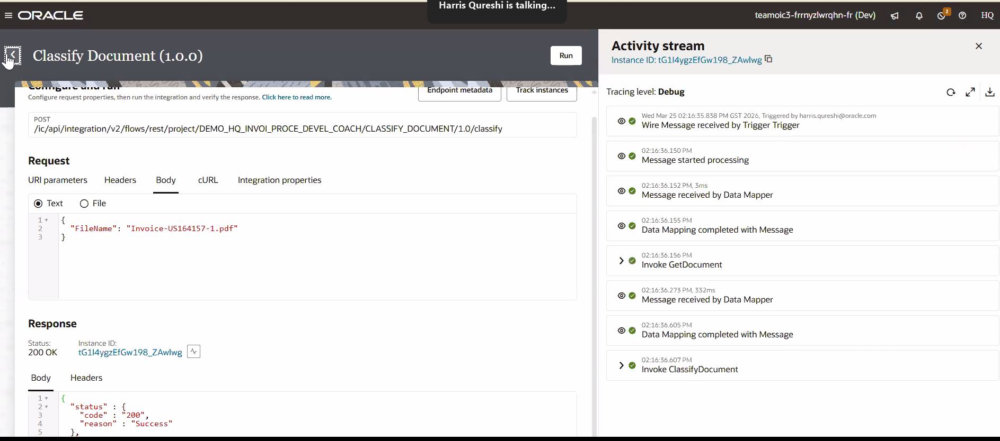 Harris Qureshi is talking...
ORACLE
teamoic3-frrnyzlwrqhn-fr (Dev)
2
HQ
Classify Document (1.0.0)
Run
Configure and run
Configure request properties, then run the integration and verify the response. Click here to read more.
Endpoint metadata
Track instances
POST
/ic/api/integration/v2/flows/rest/project/DEMO_HQ_INVOI_PROCE_DEVEL_COACH/CLASSIFY_DOCUMENT/1.0/classify
Request
URI parameters
Headers
Body
cURL
Integration properties
Text
File
1 {
2 "FileName": "Invoice-US164157-1.pdf"
3 }
Response
Status:
200 OK
Instance ID:
tG1I4ygzEfGw198_ZAwlwg
Body
Headers
1 {
2 "status" : {
3 "code" : "200",
4 "reason" : "Success"
5 },
Activity stream
Instance ID: tG1I4ygzEfGw198_ZAwlwg
Tracing level: Debug
Wed Mar 25 02:16:35.838 PM GST 2026, Triggered by harris.qureshi@oracle.com
Wire Message received by Trigger Trigger
02:16:36.150 PM
Message started processing
02:16:36.152 PM, 3ms
Message received by Data Mapper
02:16:36.155 PM
Data Mapping completed with Message
02:16:36.156 PM
Invoke GetDocument
02:16:36.273 PM, 332ms
Message received by Data Mapper
02:16:36.605 PM
Data Mapping completed with Message
02:16:36.607 PM
Invoke ClassifyDocument